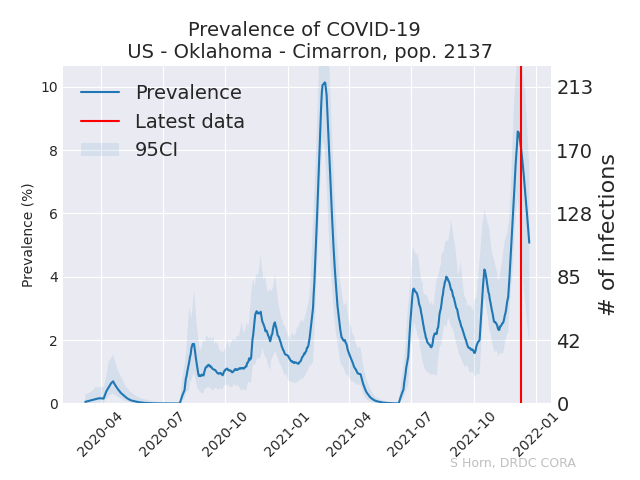 Prevalence of COVID-19
US - Oklahoma - Cimarron, pop. 2137
Prevalence
Latest data
95CI
Prevalence (%)
10
8
6
4
2
0
213
170
128
85
42
0
# of infections
2020-04
2020-07
2020-10
2021-01
2021-04
2021-07
2021-10
2022-01
S Horn, DRDC CORA